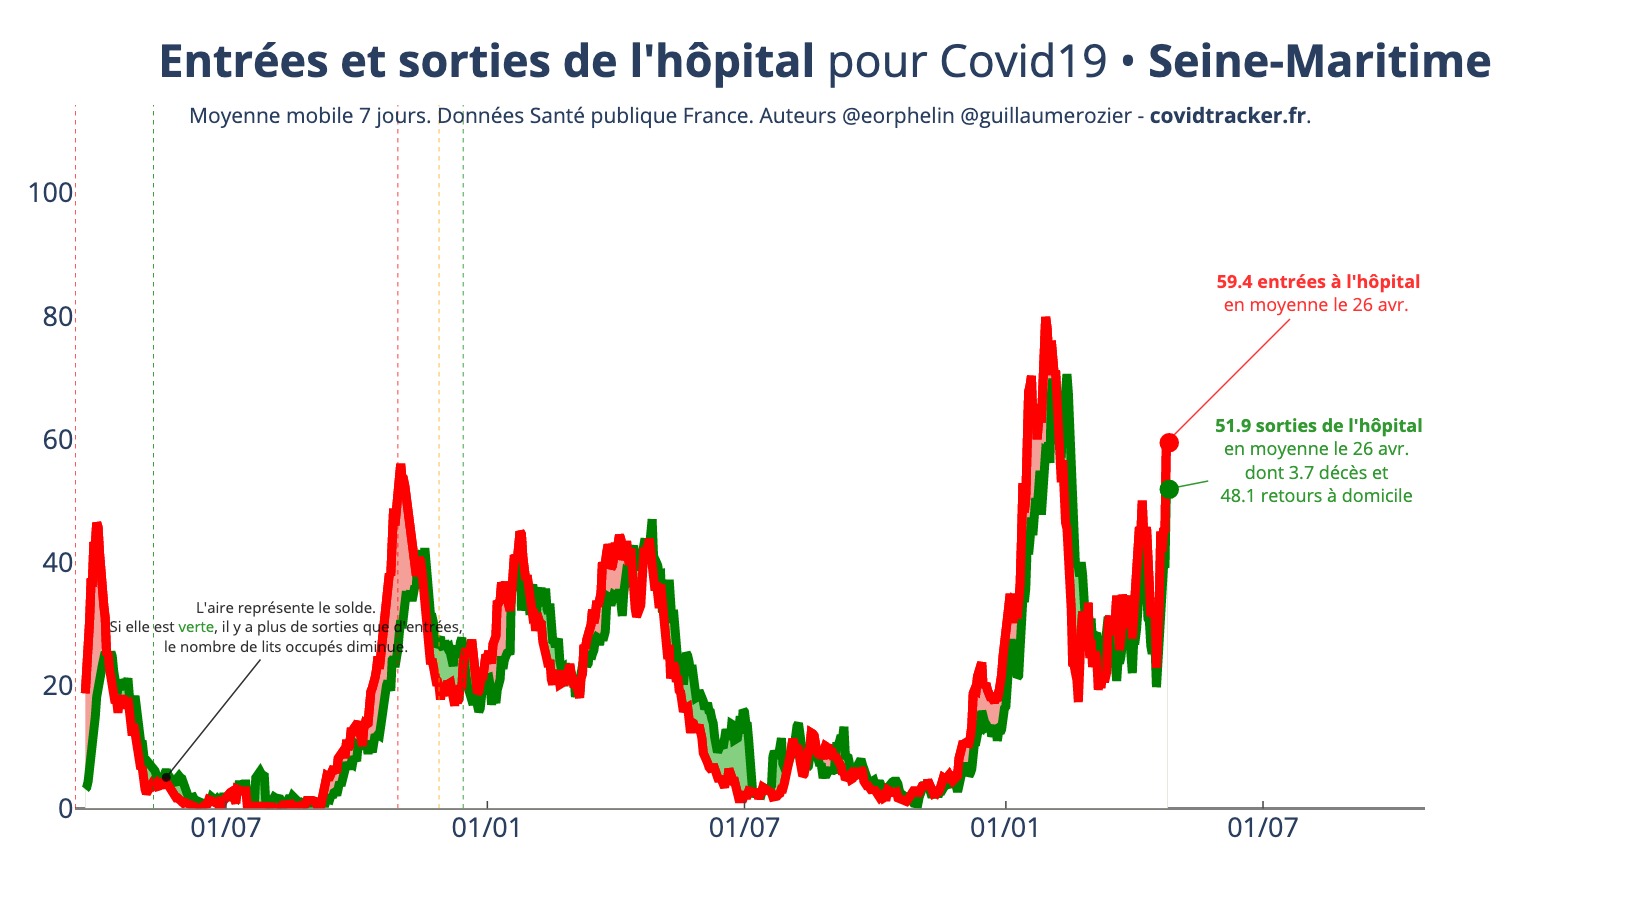 Entrées et sorties de l'hôpital pour Covid19 • Seine-Maritime
Moyenne mobile 7 jours. Données Santé publique France. Auteurs @eorphelin @guillaumerozier - covidtracker.fr.
100
80
60
40
20
0
59.4 entrées à l'hôpital
en moyenne le 26 avr.
51.9 sorties de l'hôpital
en moyenne le 26 avr.
dont 3.7 décès et
48.1 retours à domicile
L'aire représente le solde.
Si elle est verte, il y a plus de sorties que d'entrées,
le nombre de lits occupés diminue.
01/07
01/01
01/07
01/01
01/07